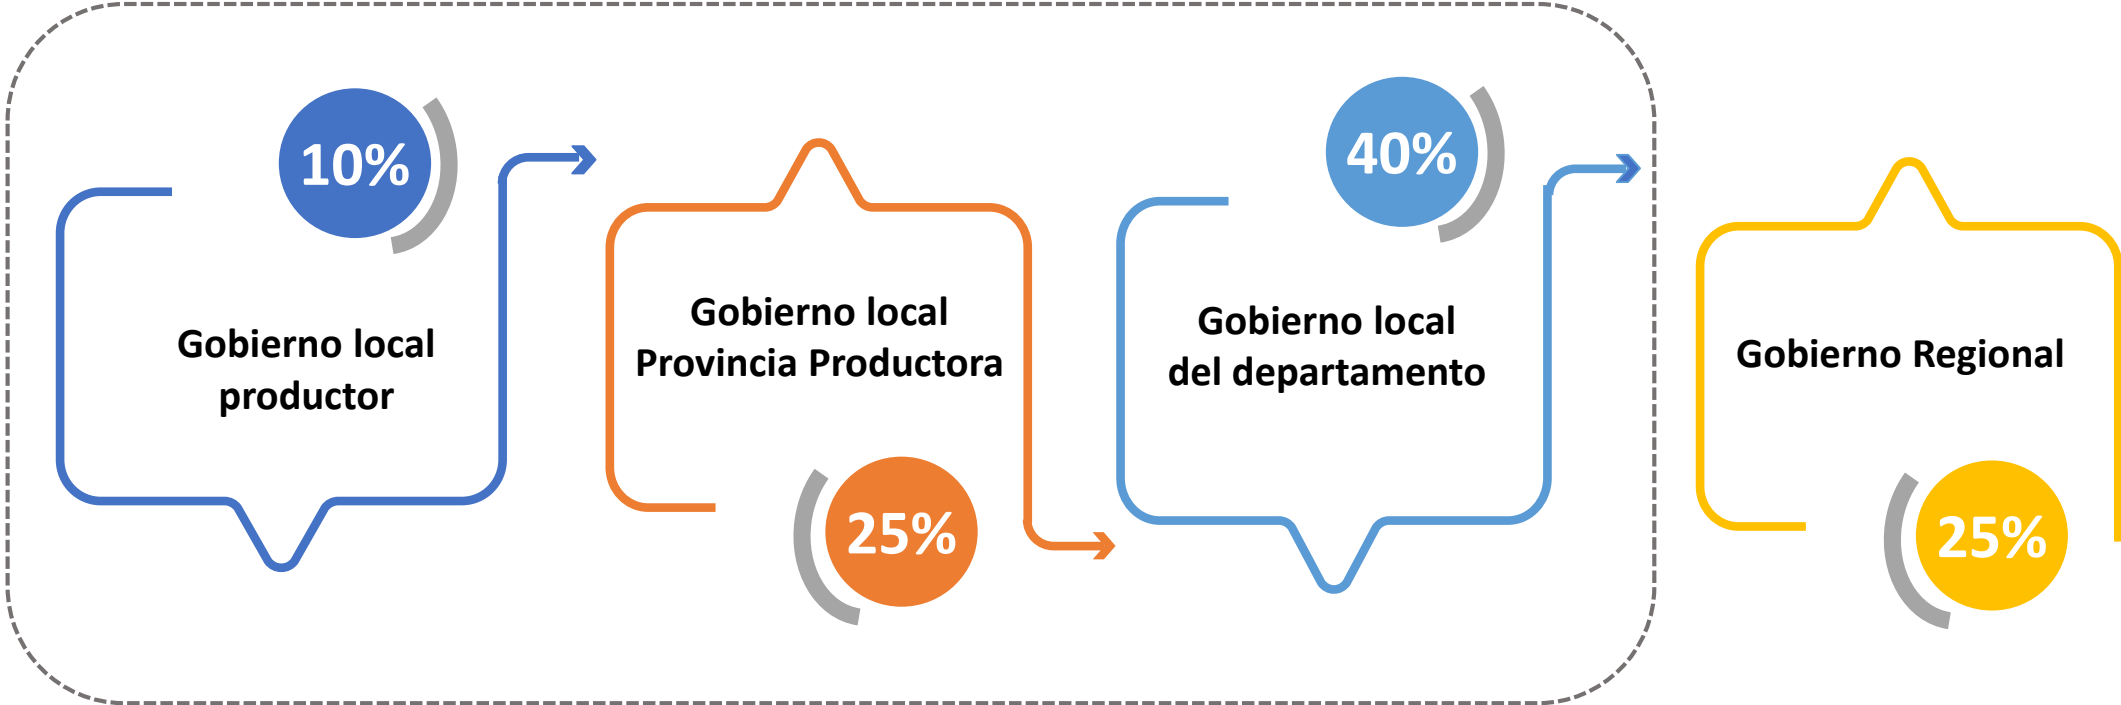 10%
Gobierno local
productor
Gobierno local
Provincia Productora
25%
40%
Gobierno local
del departamento
Gobierno Regional
25%